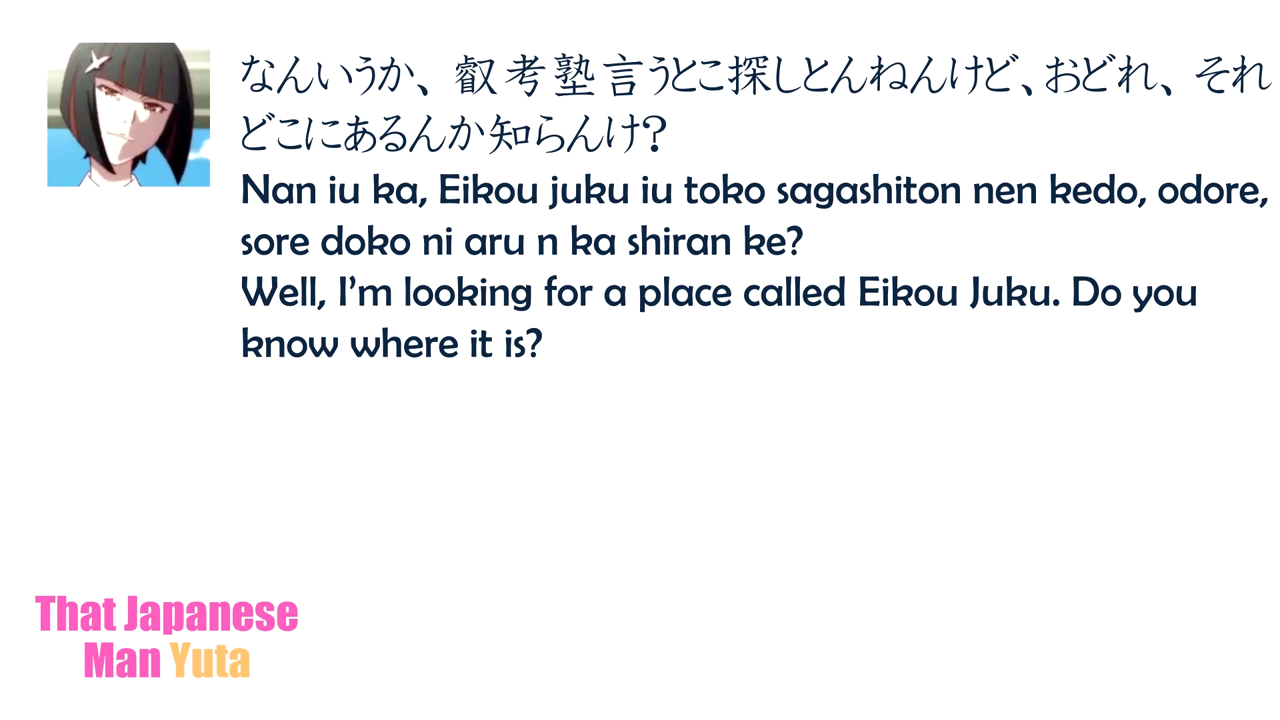 なんいうか、叡考塾言うとこ探しとんねんけど、おどれ、それ
どこにあるんか知らんけ?
Nan iu ka, Eikou juku iu toko sagashiton nen kedo, odore,
sore doko ni aru n ka shiran ke?
Well, I'm looking for a place called Eikou Juku. Do you
know where it is?
That Japanese
Man Yuta